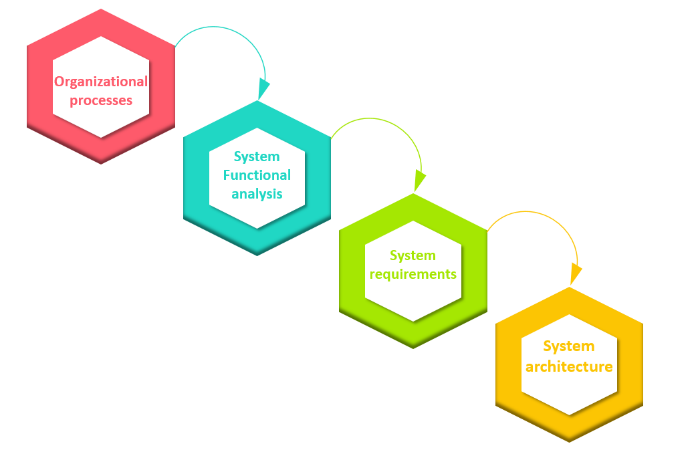 Organizational
processes
System
Functional
analysis
System
requirements
System
architecture